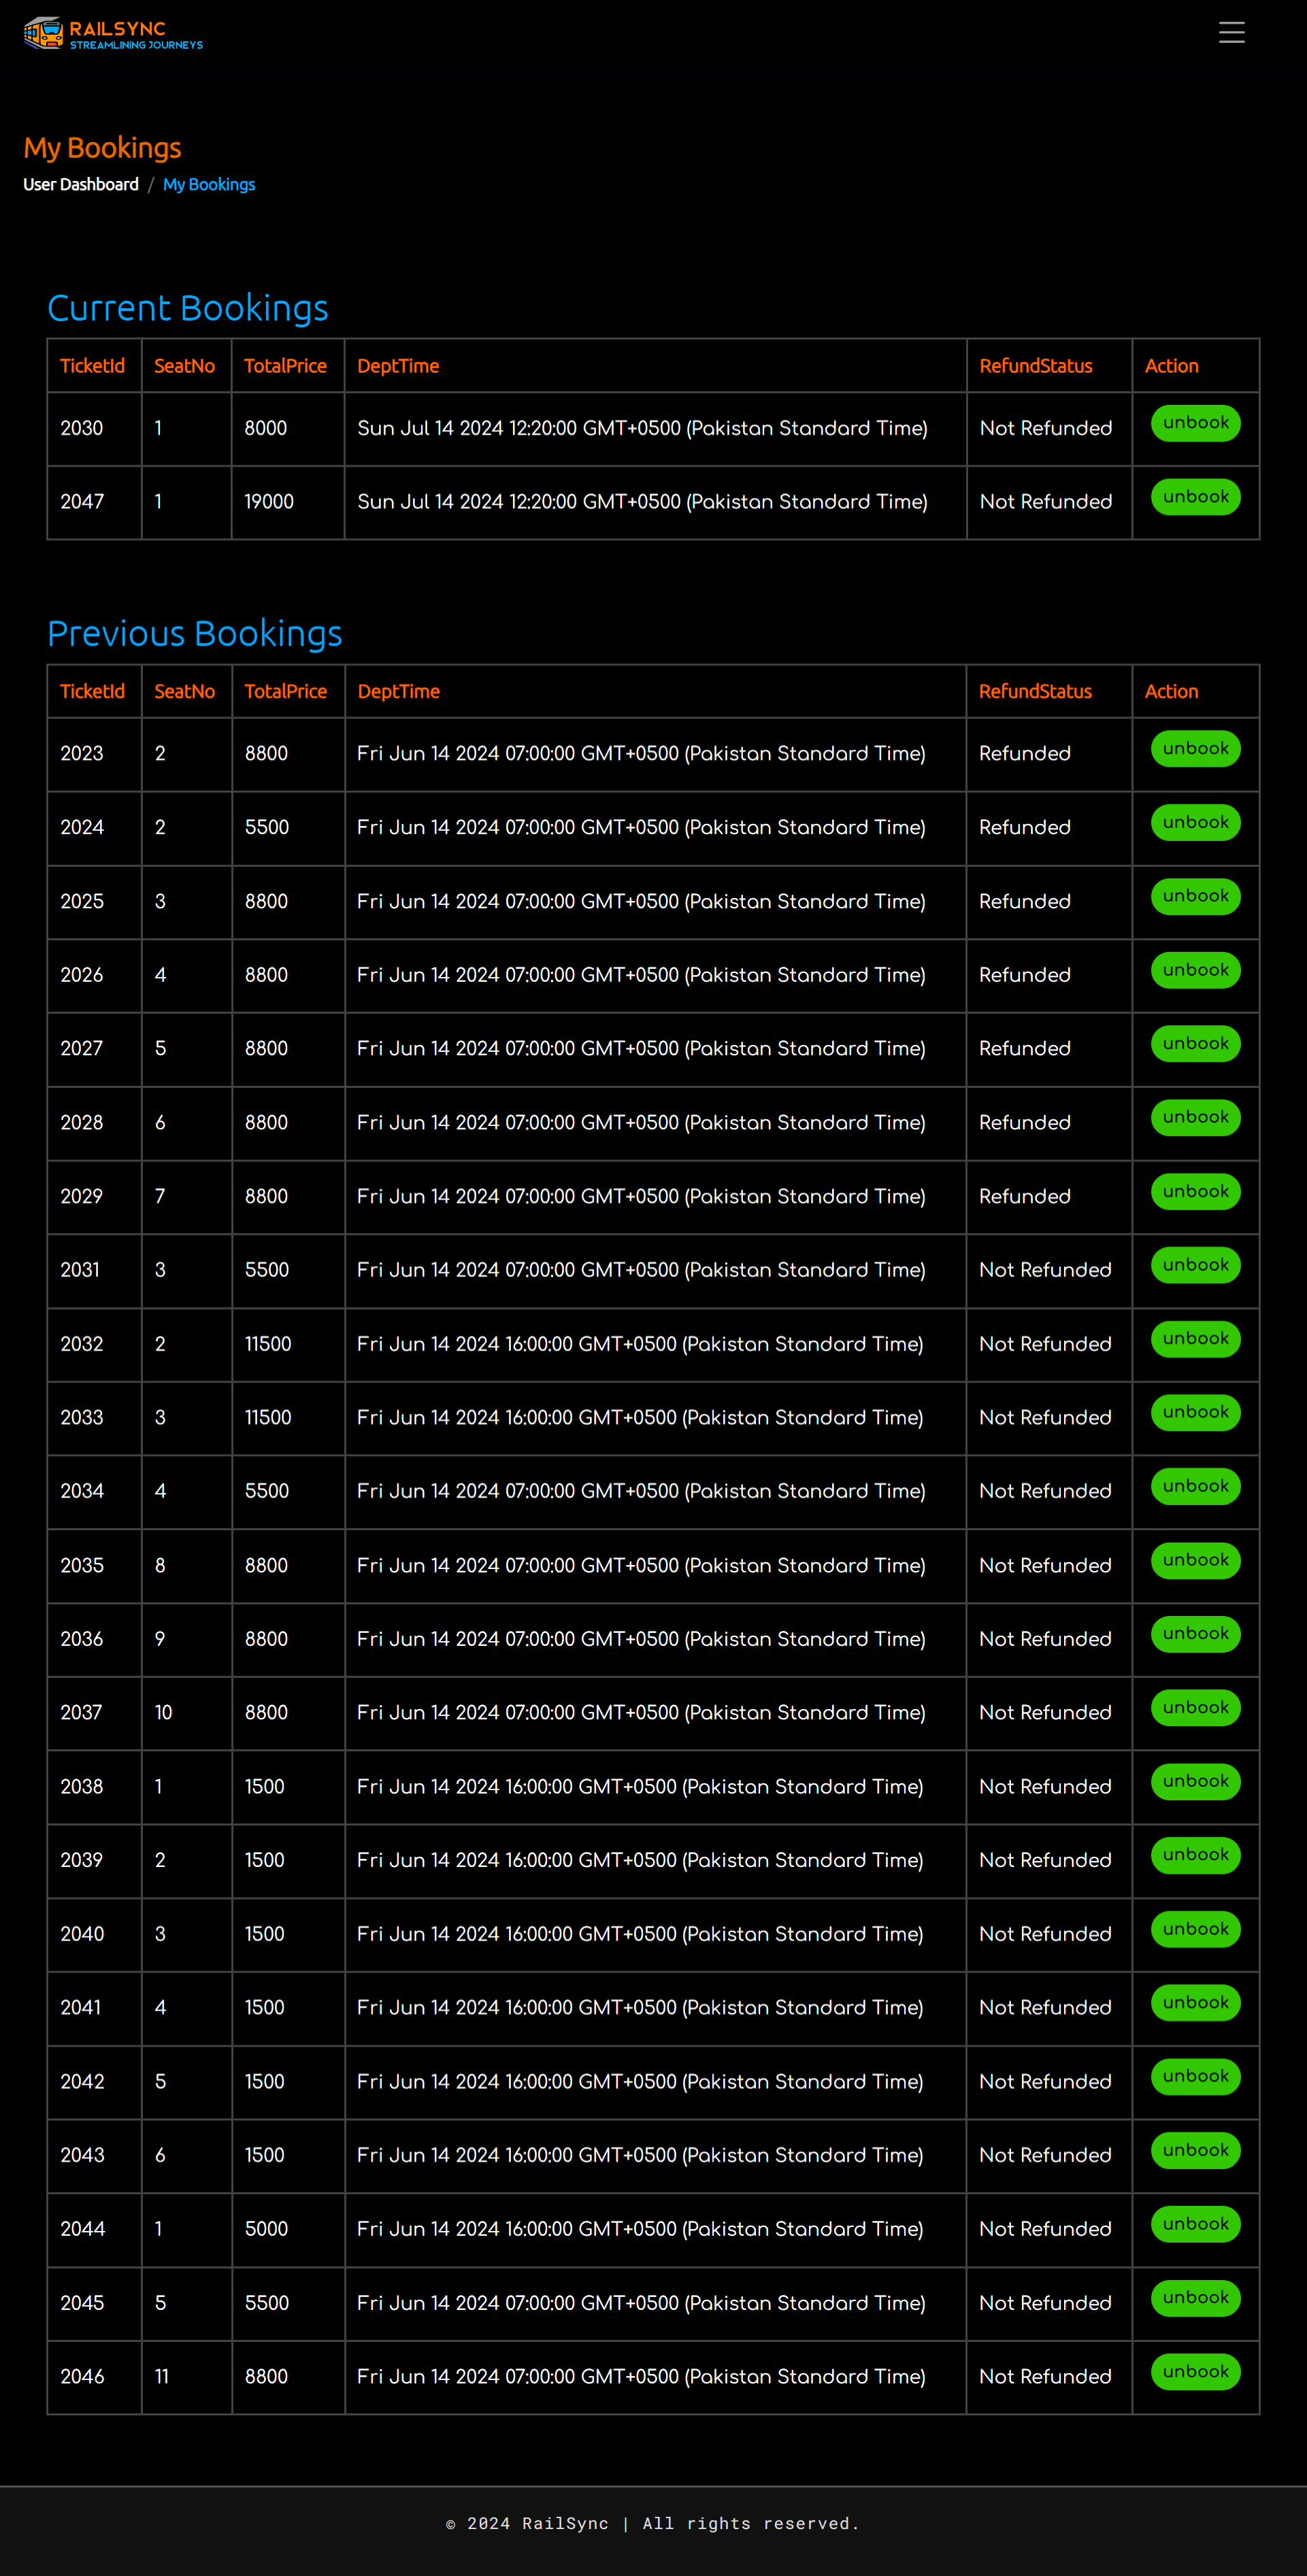 RAILSYNC
STREAMLINING JOURNEYS
My Bookings
User Dashboard / My Bookings
Current Bookings
TicketId SeatNo TotalPrice DeptTime RefundStatus Action
2030 1 8000 Sun Jul 14 2024 12:20:00 GMT+0500 (Pakistan Standard Time) Not Refunded unbook
2047 1 19000 Sun Jul 14 2024 12:20:00 GMT+0500 (Pakistan Standard Time) Not Refunded unbook
Previous Bookings
TicketId SeatNo TotalPrice DeptTime RefundStatus Action
2023 2 8800 Fri Jun 14 2024 07:00:00 GMT+0500 (Pakistan Standard Time) Refunded unbook
2024 2 5500 Fri Jun 14 2024 07:00:00 GMT+0500 (Pakistan Standard Time) Refunded unbook
2025 3 8800 Fri Jun 14 2024 07:00:00 GMT+0500 (Pakistan Standard Time) Refunded unbook
2026 4 8800 Fri Jun 14 2024 07:00:00 GMT+0500 (Pakistan Standard Time) Refunded unbook
2027 5 8800 Fri Jun 14 2024 07:00:00 GMT+0500 (Pakistan Standard Time) Refunded unbook
2028 6 8800 Fri Jun 14 2024 07:00:00 GMT+0500 (Pakistan Standard Time) Refunded unbook
2029 7 8800 Fri Jun 14 2024 07:00:00 GMT+0500 (Pakistan Standard Time) Refunded unbook
2031 3 5500 Fri Jun 14 2024 07:00:00 GMT+0500 (Pakistan Standard Time) Not Refunded unbook
2032 2 11500 Fri Jun 14 2024 16:00:00 GMT+0500 (Pakistan Standard Time) Not Refunded unbook
2033 3 11500 Fri Jun 14 2024 16:00:00 GMT+0500 (Pakistan Standard Time) Not Refunded unbook
2034 4 5500 Fri Jun 14 2024 07:00:00 GMT+0500 (Pakistan Standard Time) Not Refunded unbook
2035 8 8800 Fri Jun 14 2024 07:00:00 GMT+0500 (Pakistan Standard Time) Not Refunded unbook
2036 9 8800 Fri Jun 14 2024 07:00:00 GMT+0500 (Pakistan Standard Time) Not Refunded unbook
2037 10 8800 Fri Jun 14 2024 07:00:00 GMT+0500 (Pakistan Standard Time) Not Refunded unbook
2038 1 1500 Fri Jun 14 2024 16:00:00 GMT+0500 (Pakistan Standard Time) Not Refunded unbook
2039 2 1500 Fri Jun 14 2024 16:00:00 GMT+0500 (Pakistan Standard Time) Not Refunded unbook
2040 3 1500 Fri Jun 14 2024 16:00:00 GMT+0500 (Pakistan Standard Time) Not Refunded unbook
2041 4 1500 Fri Jun 14 2024 16:00:00 GMT+0500 (Pakistan Standard Time) Not Refunded unbook
2042 5 1500 Fri Jun 14 2024 16:00:00 GMT+0500 (Pakistan Standard Time) Not Refunded unbook
2043 6 1500 Fri Jun 14 2024 16:00:00 GMT+0500 (Pakistan Standard Time) Not Refunded unbook
2044 1 5000 Fri Jun 14 2024 16:00:00 GMT+0500 (Pakistan Standard Time) Not Refunded unbook
2045 5 5500 Fri Jun 14 2024 07:00:00 GMT+0500 (Pakistan Standard Time) Not Refunded unbook
2046 11 8800 Fri Jun 14 2024 07:00:00 GMT+0500 (Pakistan Standard Time) Not Refunded unbook
© 2024 RailSync | All rights reserved.